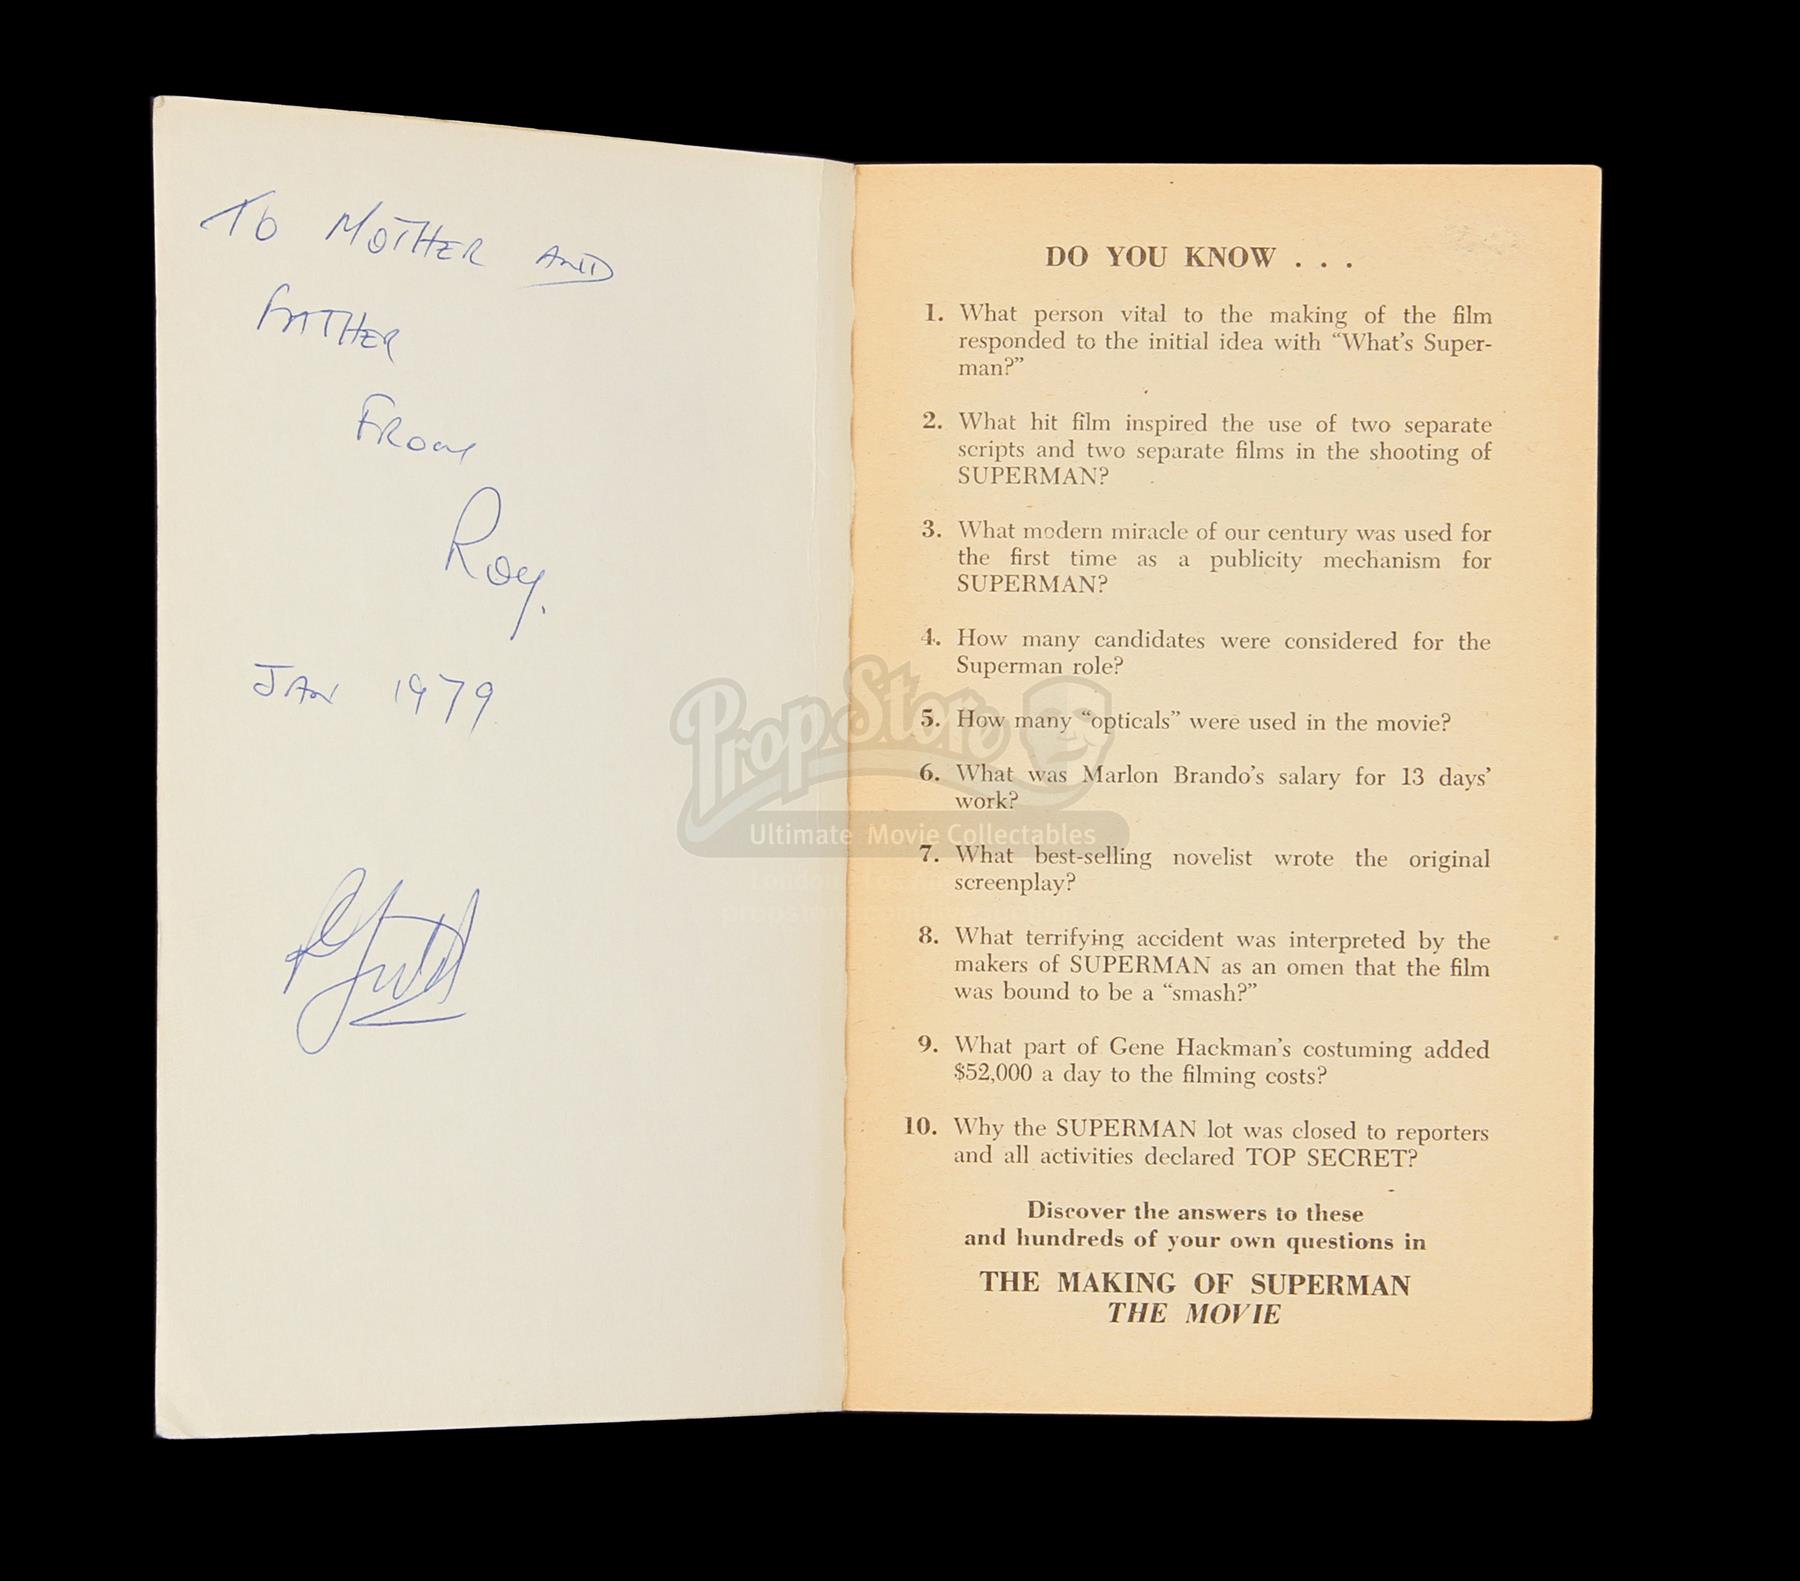 TO MOTHER AND
FATHER
FROM
Roy.
JAN 1979
DO YOU KNOW . . .
1. What person vital to the making of the film
responded to the initial idea with “What’s Super-
man?”
2. What hit film inspired the use of two separate
scripts and two separate films in the shooting of
SUPERMAN?
3. What modern miracle of our century was used for
the first time as a publicity mechanism for
SUPERMAN?
4. How many candidates were considered for the
Superman role?
5. How many “opticals” were used in the movie?
6. What was Marlon Brando’s salary for 13 days’
work?
7. What best-selling novelist wrote the original
screenplay?
8. What terrifying accident was interpreted by the
makers of SUPERMAN as an omen that the film
was bound to be a “smash?”
9. What part of Gene Hackman’s costuming added
$52,000 a day to the filming costs?
10. Why the SUPERMAN lot was closed to reporters
and all activities declared TOP SECRET?
Discover the answers to these
and hundreds of your own questions in
THE MAKING OF SUPERMAN
THE MOVIE
PropStore
Ultimate Movie Collectables